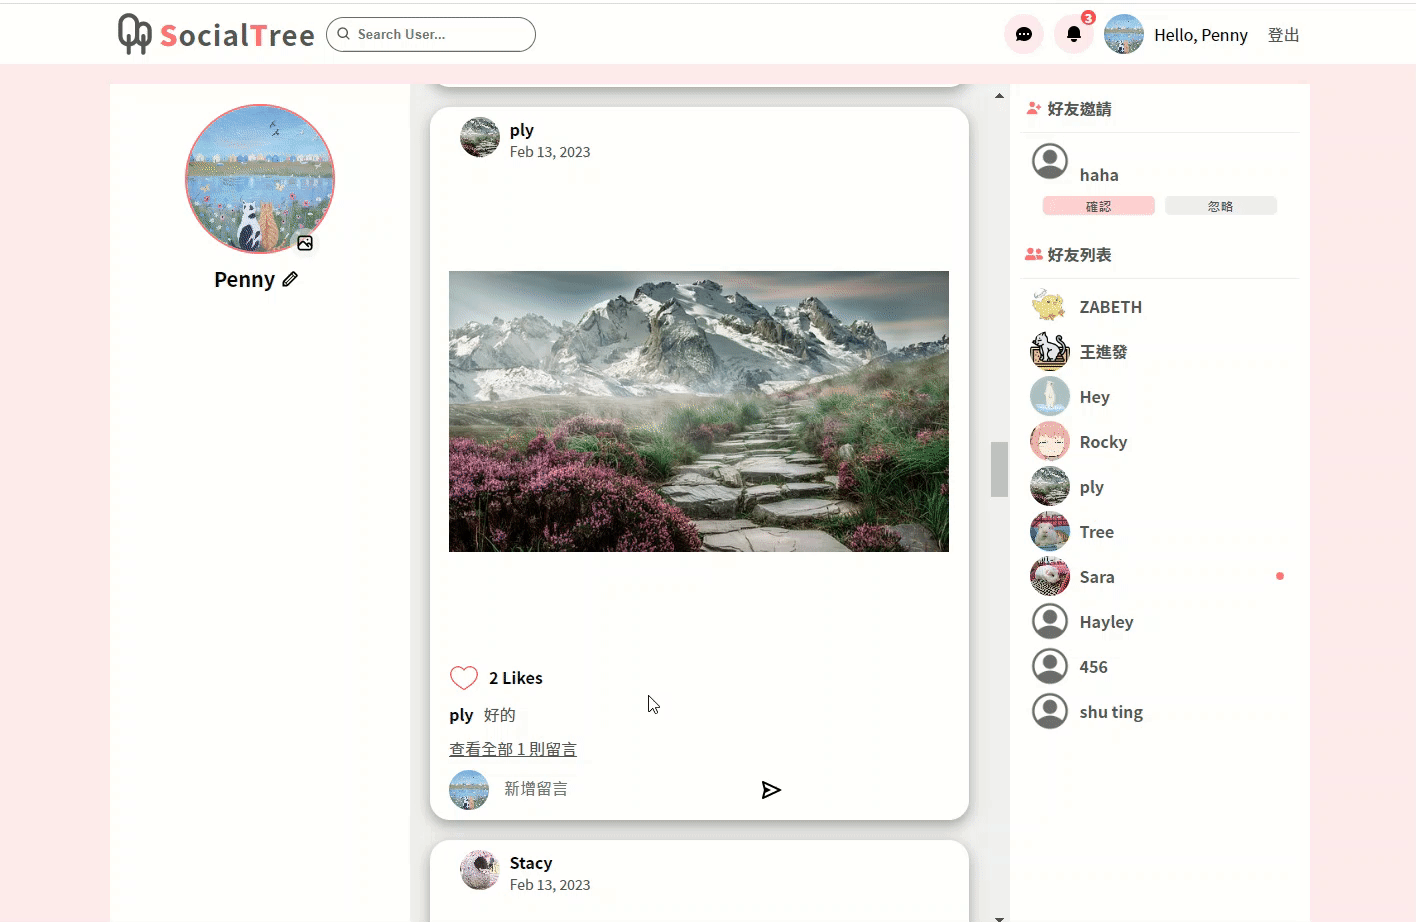 SocialTree
Search User...
3
Hello, Penny
登出
Penny
ply
Feb 13, 2023
2 Likes
ply 好的
查看全部 1 則留言
新增留言
Stacy
Feb 13, 2023
好友邀請
haha
確認
忽略
好友列表
ZABETH
王進發
Hey
Rocky
ply
Tree
Sara
Hayley
456
shu ting